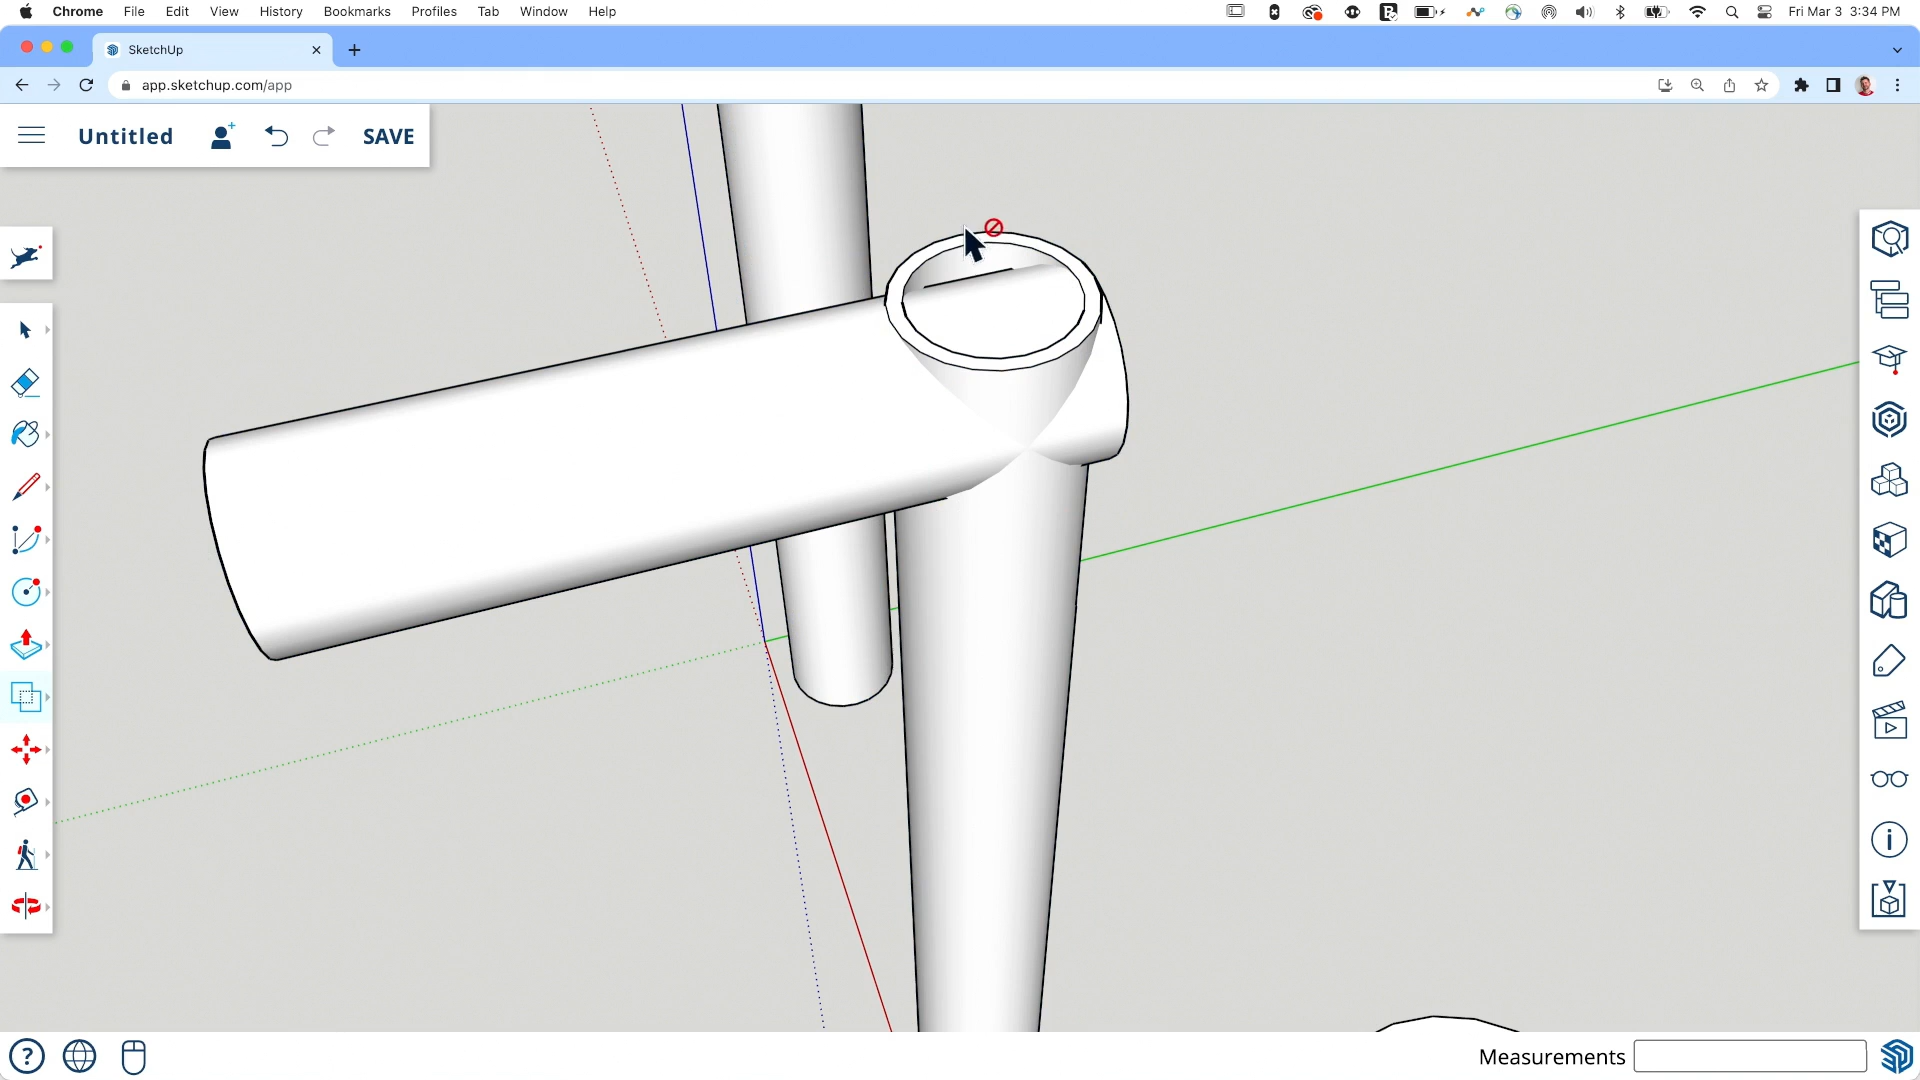 Chrome File Edit View History Bookmarks Profiles Tab Window Help Fri Mar 3 3:34 PM
SketchUp
app.sketchup.com/app
Untitled SAVE
Measurements